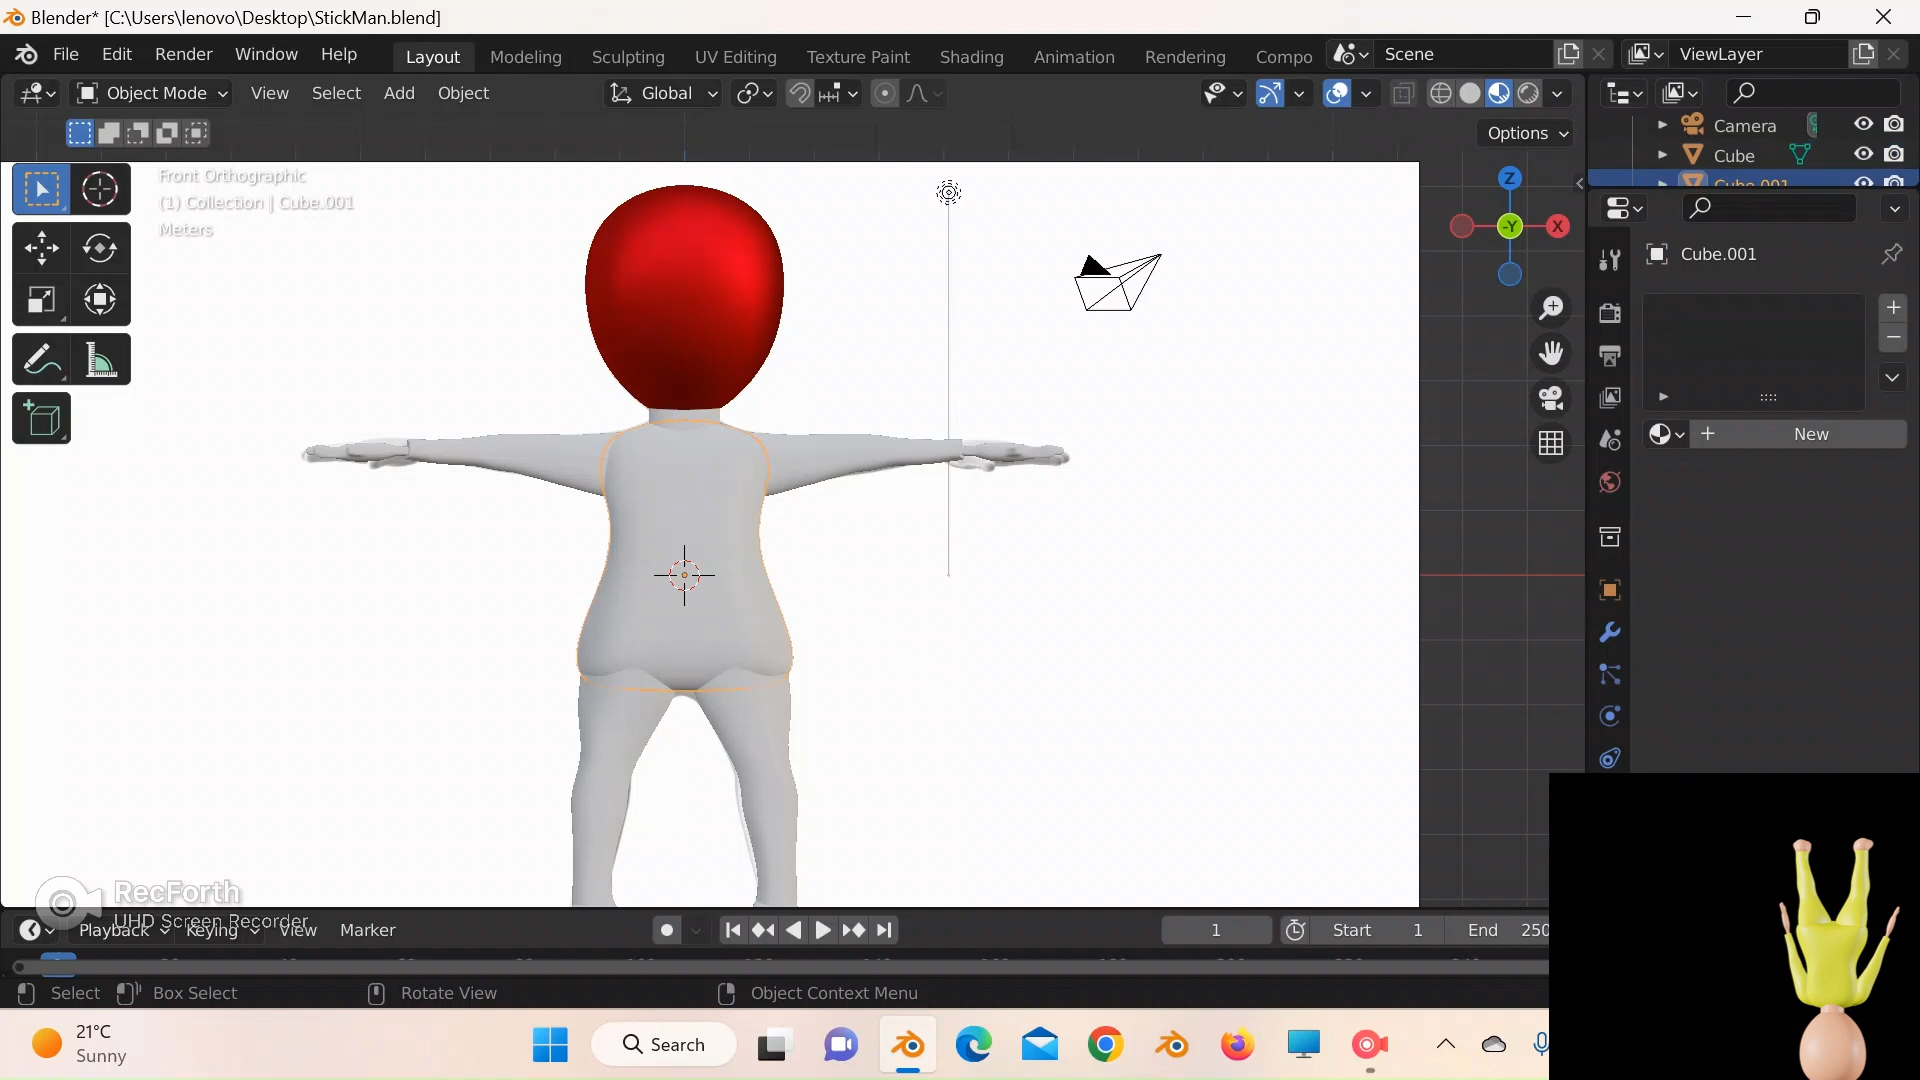 Blender* [C:\Users\lenovo\Desktop\StickMan.blend]
File Edit Render Window Help Layout Modeling Sculpting UV Editing Texture Paint Shading Animation Rendering Compo Scene ViewLayer
Object Mode View Select Add Object Global
Options
Camera
Cube
Cube.001
Front Orthographic
(1) Collection | Cube.001
Meters
Z
-Y X
Cube.001
New
RecForth
UHD Screen Recorder
Playback Keying View Marker 1 Start 1 End 250
Select Box Select Rotate View Object Context Menu
21°C
Sunny
Search